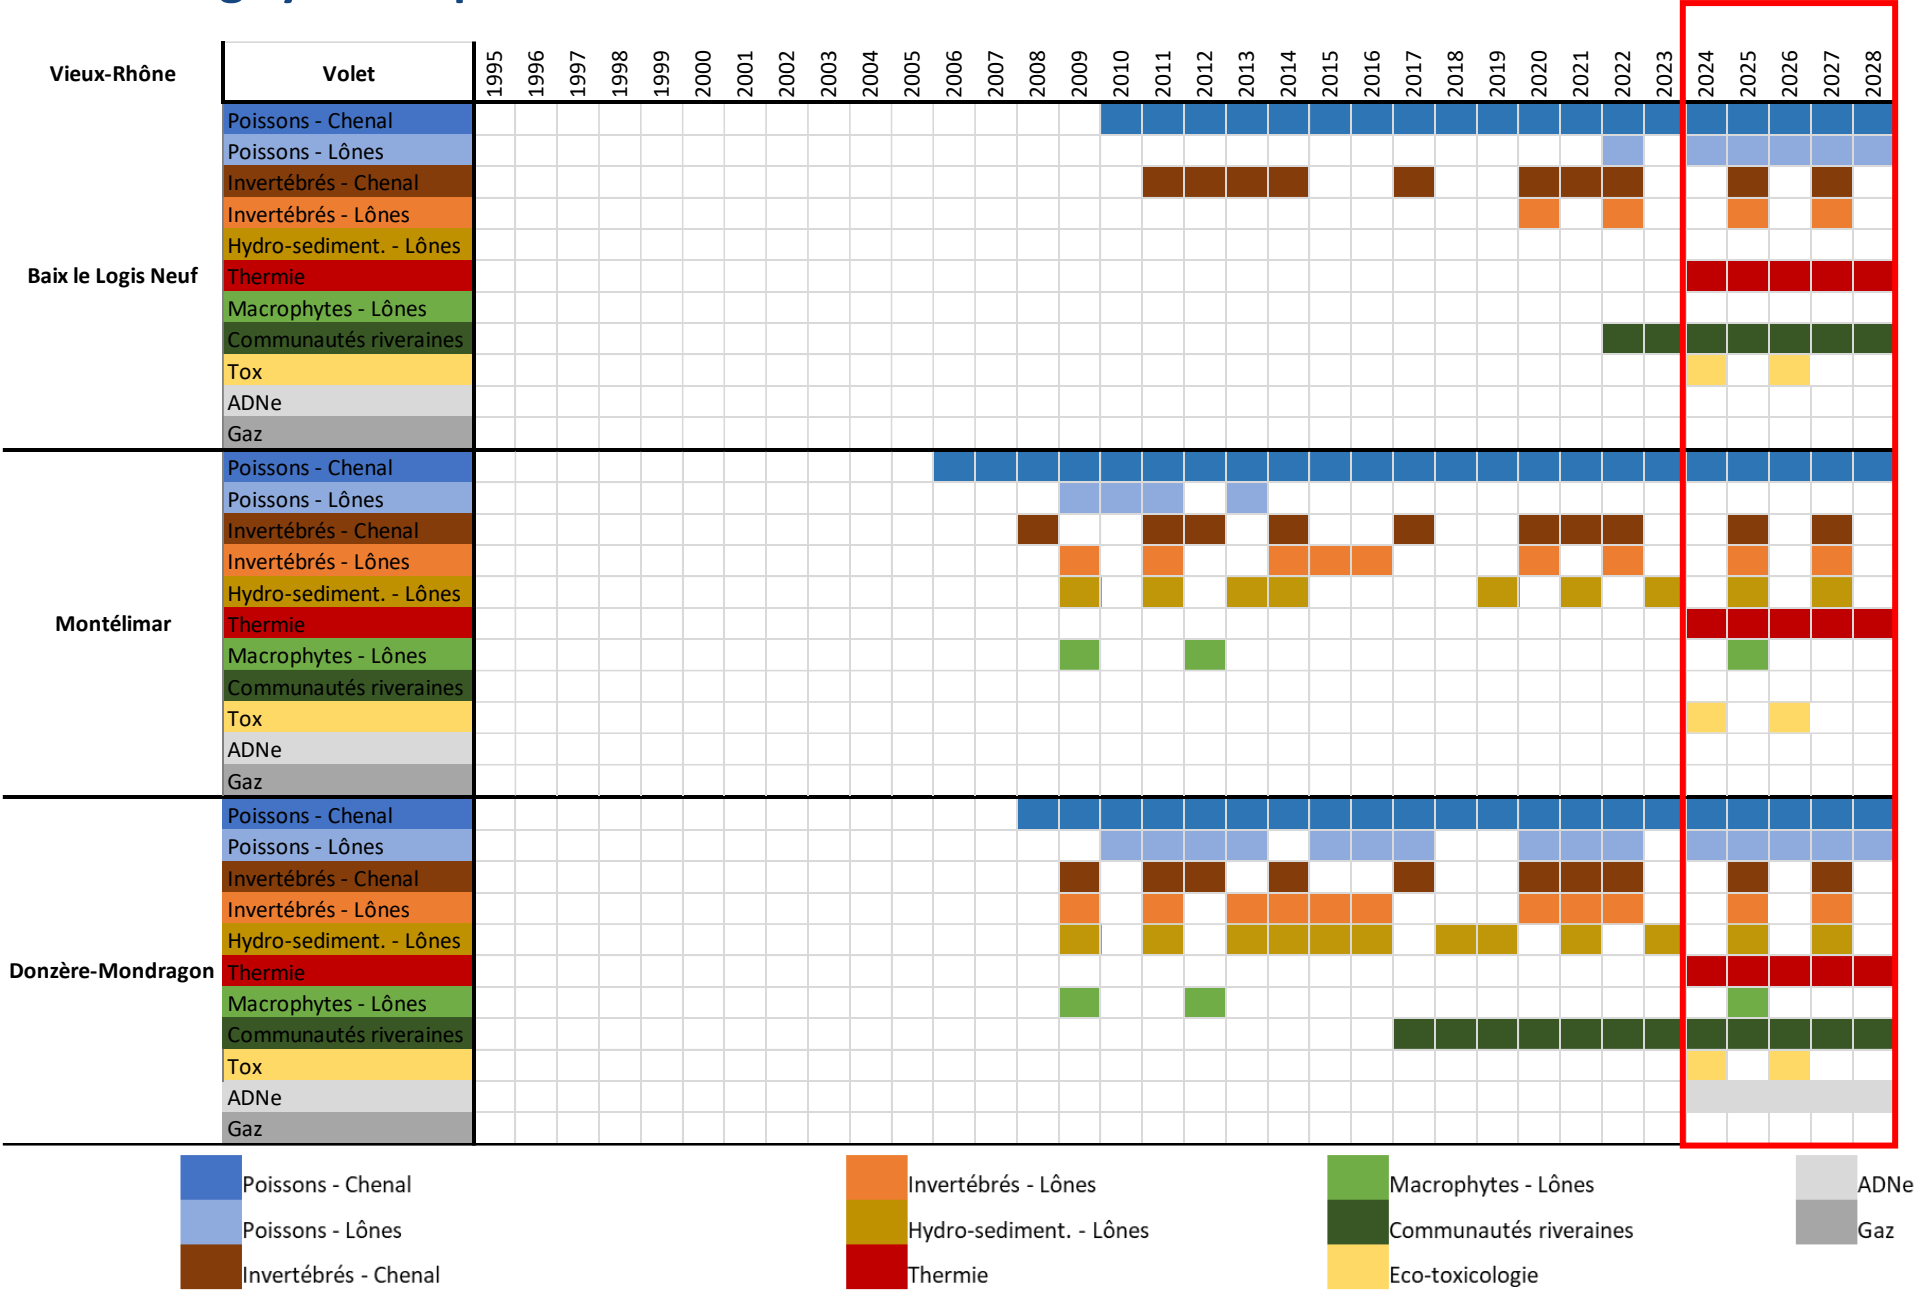 Vieux-Rhône Volet 1995 1996 1997 1998 1999 2000 2001 2002 2003 2004 2005 2006 2007 2008 2009 2010 2011 2012 2013 2014 2015 2016 2017 2018 2019 2020 2021 2022 2023 2024 2025 2026 2027 2028
Poissons - Chenal
Poissons - Lônes
Invertébrés - Chenal
Invertébrés - Lônes
Hydro-sediment. - Lônes
Baix le Logis Neuf Thermie
Macrophytes - Lônes
Communautés riveraines
Tox
ADNe
Gaz
Poissons - Chenal
Poissons - Lônes
Invertébrés - Chenal
Invertébrés - Lônes
Hydro-sediment. - Lônes
Montélimar Thermie
Macrophytes - Lônes
Communautés riveraines
Tox
ADNe
Gaz
Poissons - Chenal
Poissons - Lônes
Invertébrés - Chenal
Invertébrés - Lônes
Hydro-sediment. - Lônes
Donzère-Mondragon Thermie
Macrophytes - Lônes
Communautés riveraines
Tox
ADNe
Gaz
Poissons - Chenal Invertébrés - Lônes Macrophytes - Lônes ADNe
Poissons - Lônes Hydro-sediment. - Lônes Communautés riveraines Gaz
Invertébrés - Chenal Thermie Eco-toxicologie